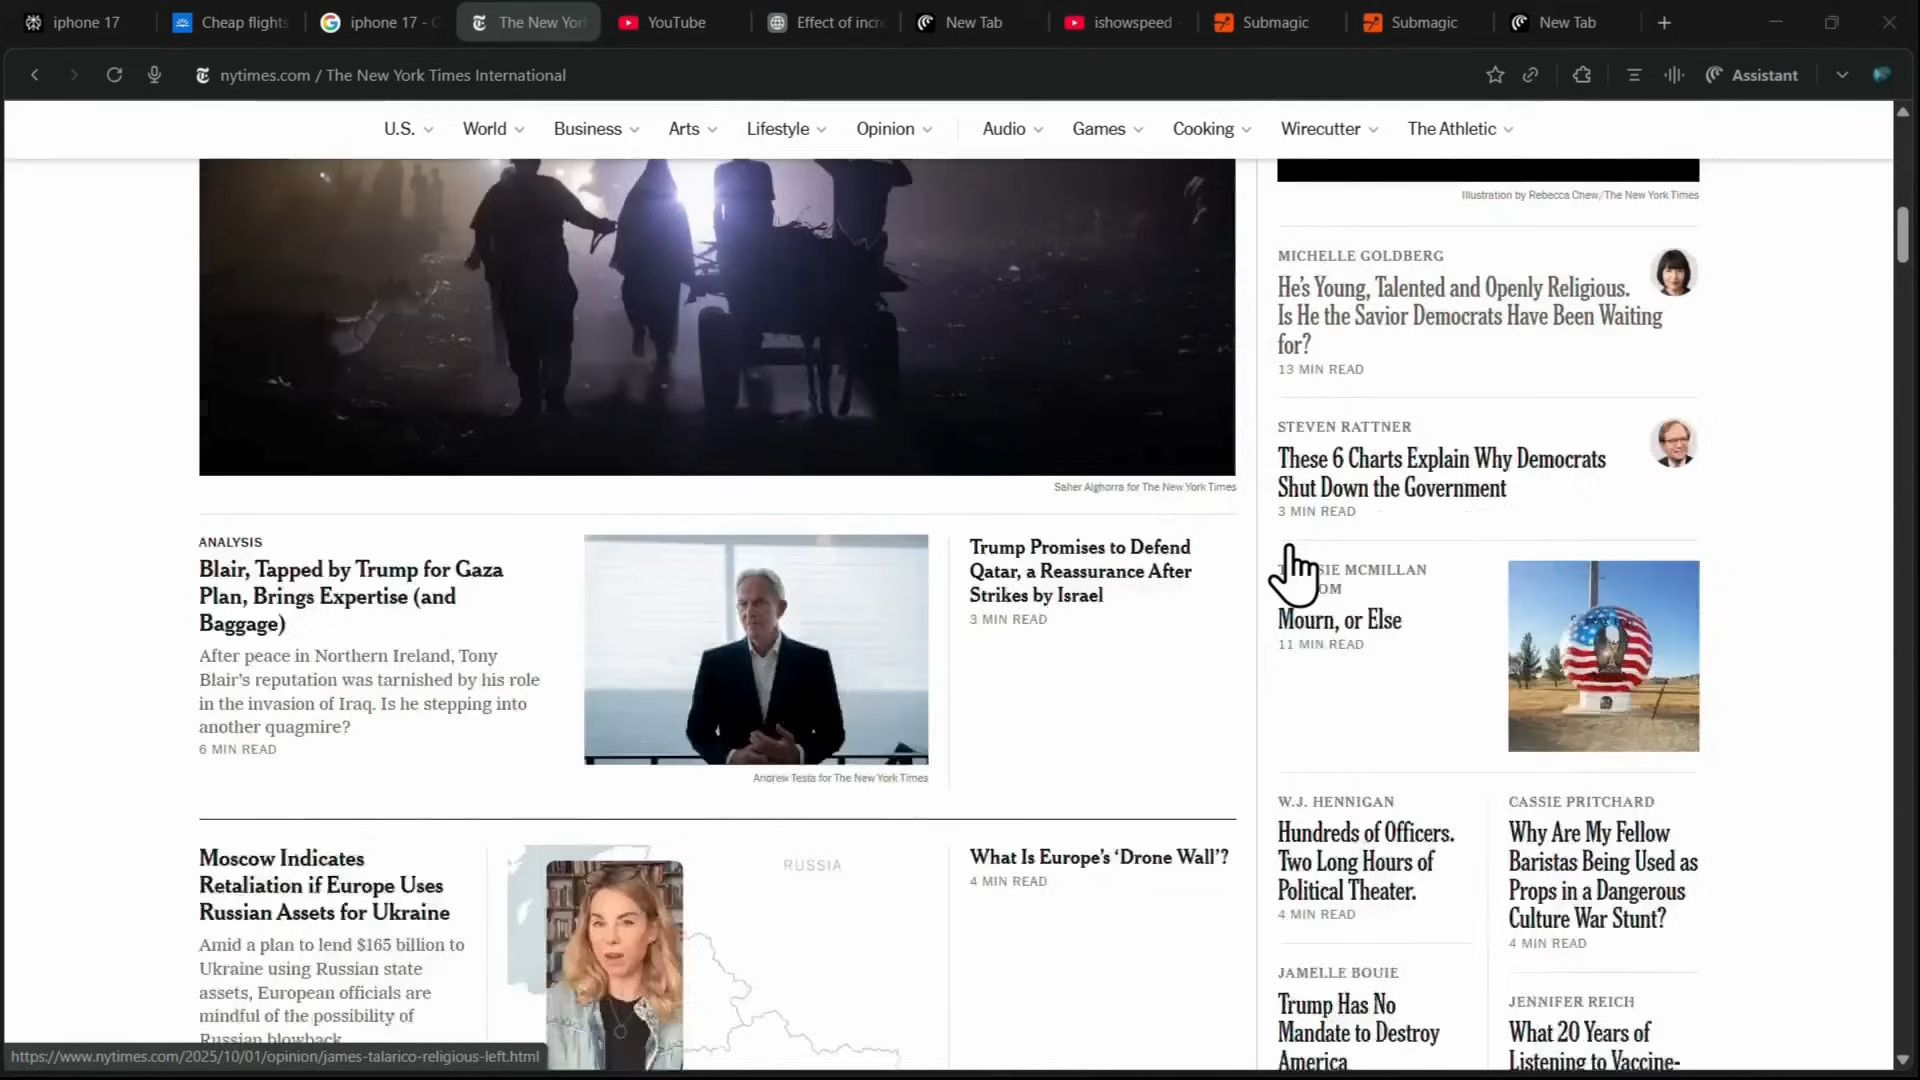 iphone 17
Cheap flights
iphone 17 - G
The New Yor
YouTube
Effect of incre
New Tab
ishowspeed
Submagic
Submagic
New Tab
nytimes.com / The New York Times International
Assistant
U.S.
World
Business
Arts
Lifestyle
Opinion
Audio
Games
Cooking
Wirecutter
The Athletic
Saher Alghorra for The New York Times
ANALYSIS
Blair, Tapped by Trump for Gaza
Plan, Brings Expertise (and
Baggage)
After peace in Northern Ireland, Tony
Blair's reputation was tarnished by his role
in the invasion of Iraq. Is he stepping into
another quagmire?
6 MIN READ
Andrew Testa for The New York Times
Trump Promises to Defend
Qatar, a Reassurance After
Strikes by Israel
3 MIN READ
Moscow Indicates
Retaliation if Europe Uses
Russian Assets for Ukraine
Amid a plan to lend $165 billion to
Ukraine using Russian state
assets, European officials are
mindful of the possibility of
Russian blowback.
RUSSIA
What Is Europe's 'Drone Wall'?
4 MIN READ
Illustration by Rebecca Chew/The New York Times
MICHELLE GOLDBERG
He's Young, Talented and Openly Religious.
Is He the Savior Democrats Have Been Waiting
for?
13 MIN READ
STEVEN RATTNER
These 6 Charts Explain Why Democrats
Shut Down the Government
3 MIN READ
SIE MCMILLAN
OM
Mourn, or Else
11 MIN READ
W.J. HENNIGAN
Hundreds of Officers.
Two Long Hours of
Political Theater.
4 MIN READ
JAMELLE BOUIE
Trump Has No
Mandate to Destroy
America
CASSIE PRITCHARD
Why Are My Fellow
Baristas Being Used as
Props in a Dangerous
Culture War Stunt?
4 MIN READ
JENNIFER REICH
What 20 Years of
Listening to Vaccine-
https://www.nytimes.com/2025/10/01/opinion/james-talarico-religious-left.html